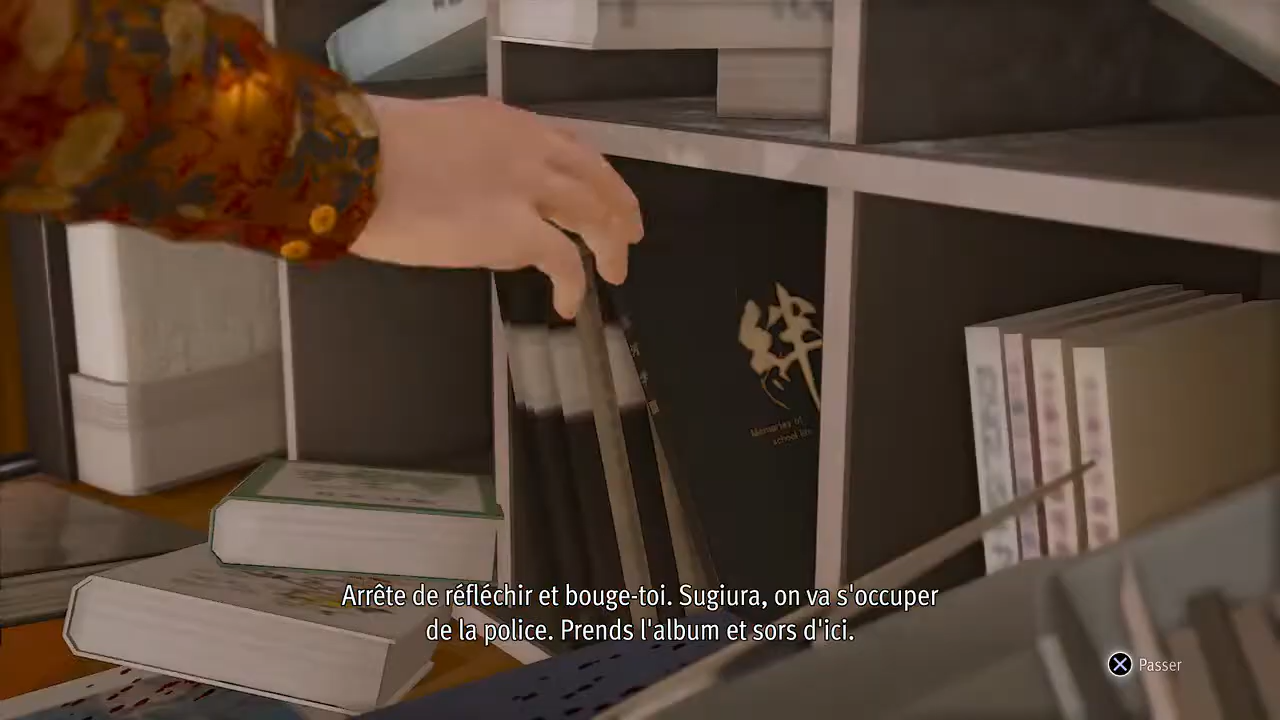 絆
Memories of
school life
Arrête de réfléchir et bouge-toi. Sugiura, on va s'occuper
de la police. Prends l'album et sors d'ici.
Passer